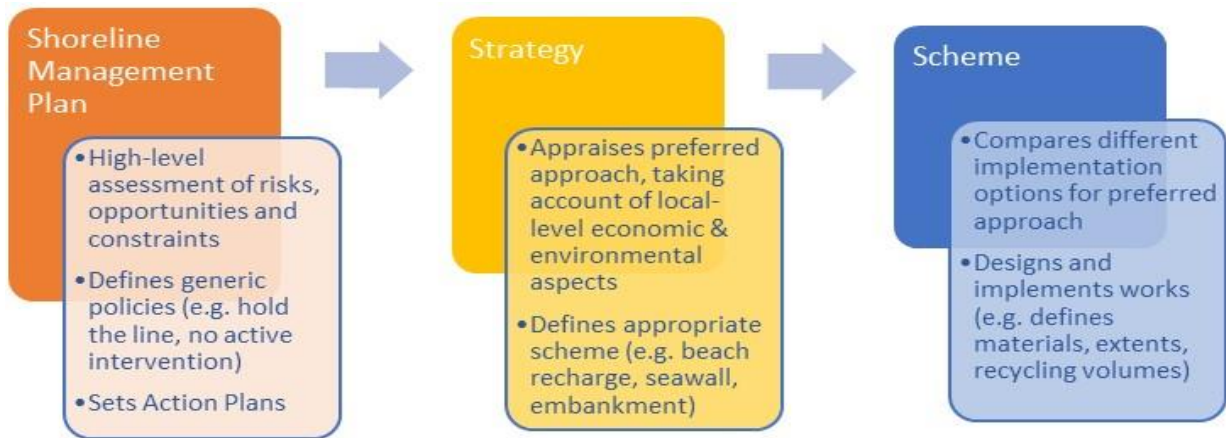 Shoreline
Management
Plan
•High-level
assessment of risks,
opportunities and
constraints
•Defines generic
policies (e.g. hold
the line, no active
intervention)
•Sets Action Plans
Strategy
•Appraises preferred
approach, taking
account of local-
level economic &
environmental
aspects
•Defines appropriate
scheme (e.g. beach
recharge, seawall,
embankment)
Scheme
•Compares different
implementation
options for preferred
approach
•Designs and
implements works
(e.g. defines
materials, extents,
recycling volumes)